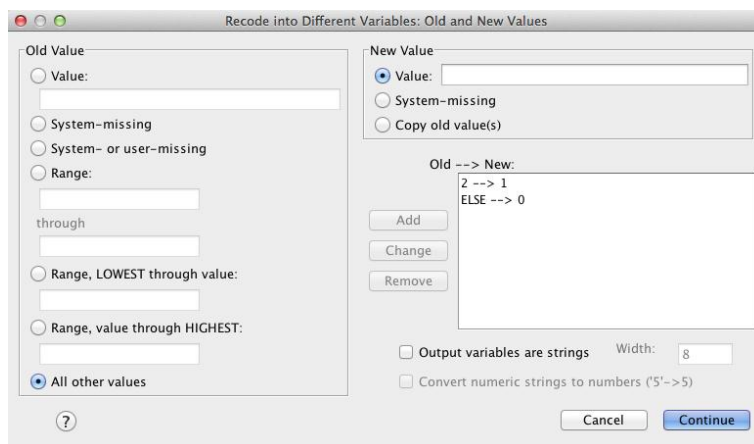 Recode into Different Variables: Old and New Values
Old Value
Value:
System-missing
System- or user-missing
Range:
through
Range, LOWEST through value:
Range, value through HIGHEST:
All other values
New Value
Value:
System-missing
Copy old value(s)
Old --> New:
2 --> 1
ELSE --> 0
Add
Change
Remove
Output variables are strings
Width:
8
Convert numeric strings to numbers ('5'->5)
?
Cancel
Continue